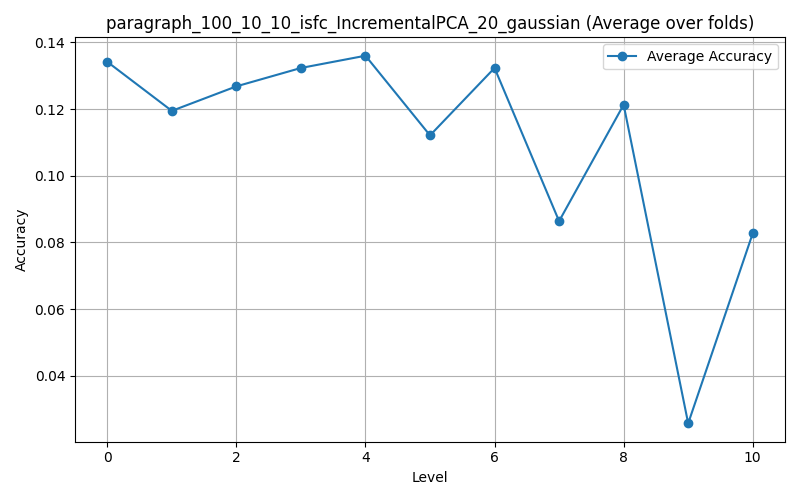 paragraph_100_10_10_isfc_IncrementalPCA_20_gaussian (Average over folds)
Average Accuracy
0.14
0.12
0.10
0.08
0.06
0.04
Accuracy
0 2 4 6 8 10
Level